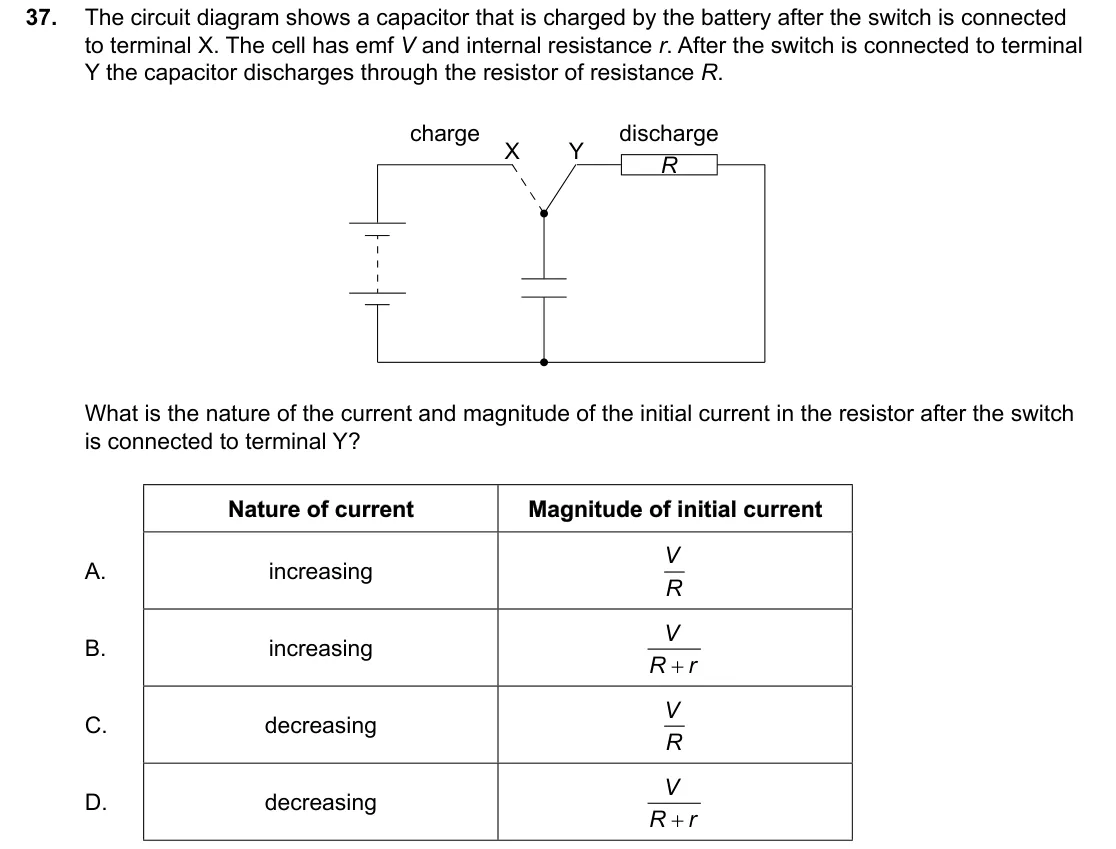 37. The circuit diagram shows a capacitor that is charged by the battery after the switch is connected
to terminal X. The cell has emf V and internal resistance r. After the switch is connected to terminal
Y the capacitor discharges through the resistor of resistance R.
charge X Y discharge
R
What is the nature of the current and magnitude of the initial current in the resistor after the switch
is connected to terminal Y?
Nature of current Magnitude of initial current
A. increasing V/R
B. increasing V/(R+r)
C. decreasing V/R
D. decreasing V/(R+r)